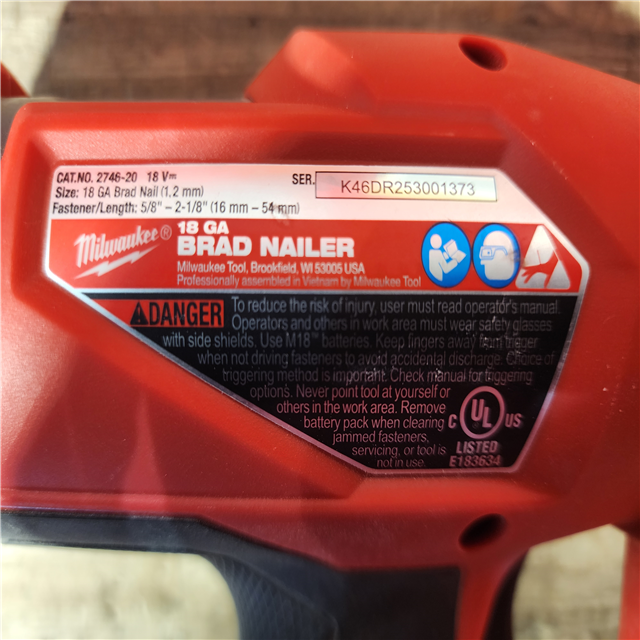 CAT.NO. 2746-20 18 V⎓
SER. K46DR253001373
Size: 18 GA Brad Nail (1,2 mm)
Fastener/Length: 5/8" – 2-1/8" (16 mm – 54 mm)
Milwaukee®
18 GA
BRAD NAILER
Milwaukee Tool, Brookfield, WI 53005 USA
Professionally assembled in Vietnam by Milwaukee Tool
DANGER To reduce the risk of injury, user must read operator's manual.
Operators and others in work area must wear safety glasses
with side shields. Use M18™ batteries. Keep fingers away from trigger
when not driving fasteners to avoid accidental discharge. Choice of
triggering method is important. Check manual for triggering
options. Never point tool at yourself or
others in the work area. Remove
battery pack when clearing
jammed fasteners,
servicing, or tool is
not in use.
C UL US
LISTED
E183634